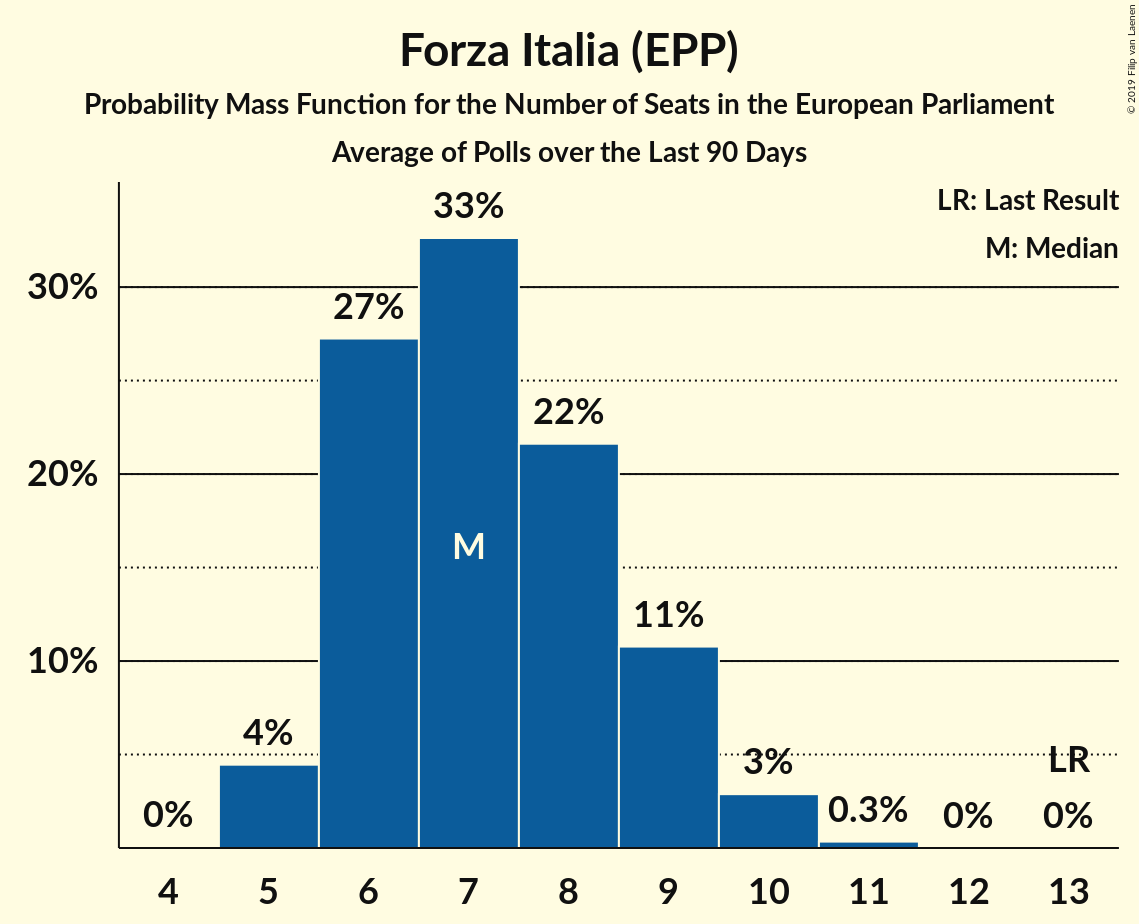 Forza Italia (EPP)
Probability Mass Function for the Number of Seats in the European Parliament
Average of Polls over the Last 90 Days
© 2019 Filip van Laenen
LR: Last Result
M: Median
33%
30%
27%
22%
20%
M
11%
10%
4%
3%
LR
0%
0.3%
0%
0%
4 5 6 7 8 9 10 11 12 13